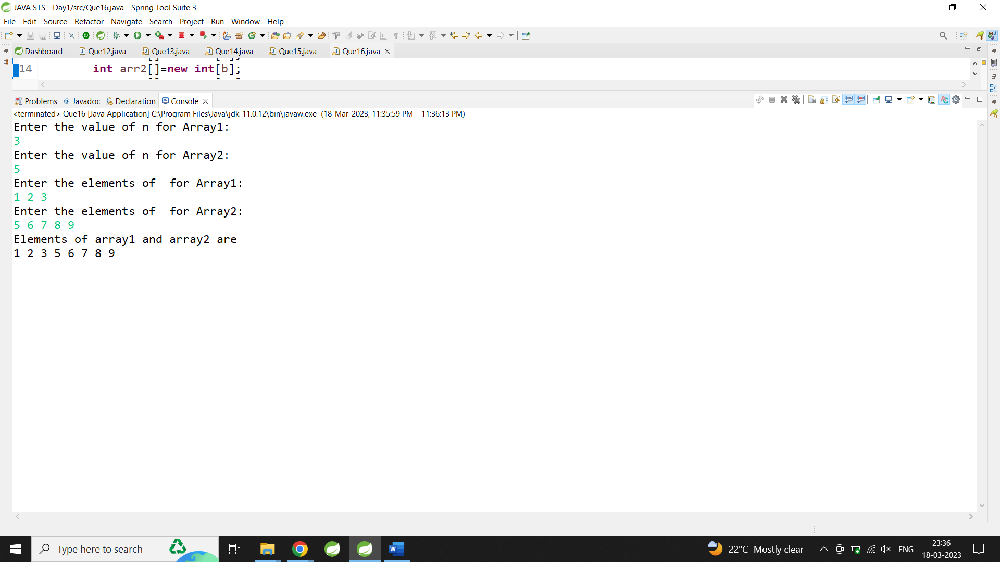 JAVA STS - Day1/src/Que16.java - Spring Tool Suite 3
File Edit Source Refactor Navigate Search Project Run Window Help
Dashboard Que12.java Que13.java Que14.java Que15.java Que16.java
14 int arr2[]=new int[b];
Problems @ Javadoc Declaration Console
<terminated> Que16 [Java Application] C:\Program Files\Java\jdk-11.0.12\bin\javaw.exe (18-Mar-2023, 11:35:59 PM – 11:36:13 PM)
Enter the value of n for Array1:
3
Enter the value of n for Array2:
5
Enter the elements of  for Array1:
1 2 3
Enter the elements of  for Array2:
5 6 7 8 9
Elements of array1 and array2 are
1 2 3 5 6 7 8 9
Type here to search
22°C Mostly clear
ENG
23:36
18-03-2023